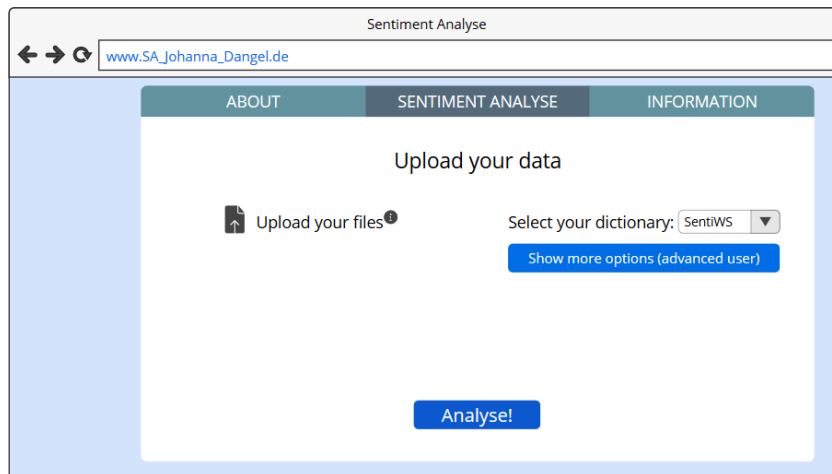 Sentiment Analyse
www.SA_Johanna_Dangel.de
ABOUT SENTIMENT ANALYSE INFORMATION
Upload your data
Upload your files Select your dictionary: SentiWS
Show more options (advanced user)
Analyse!